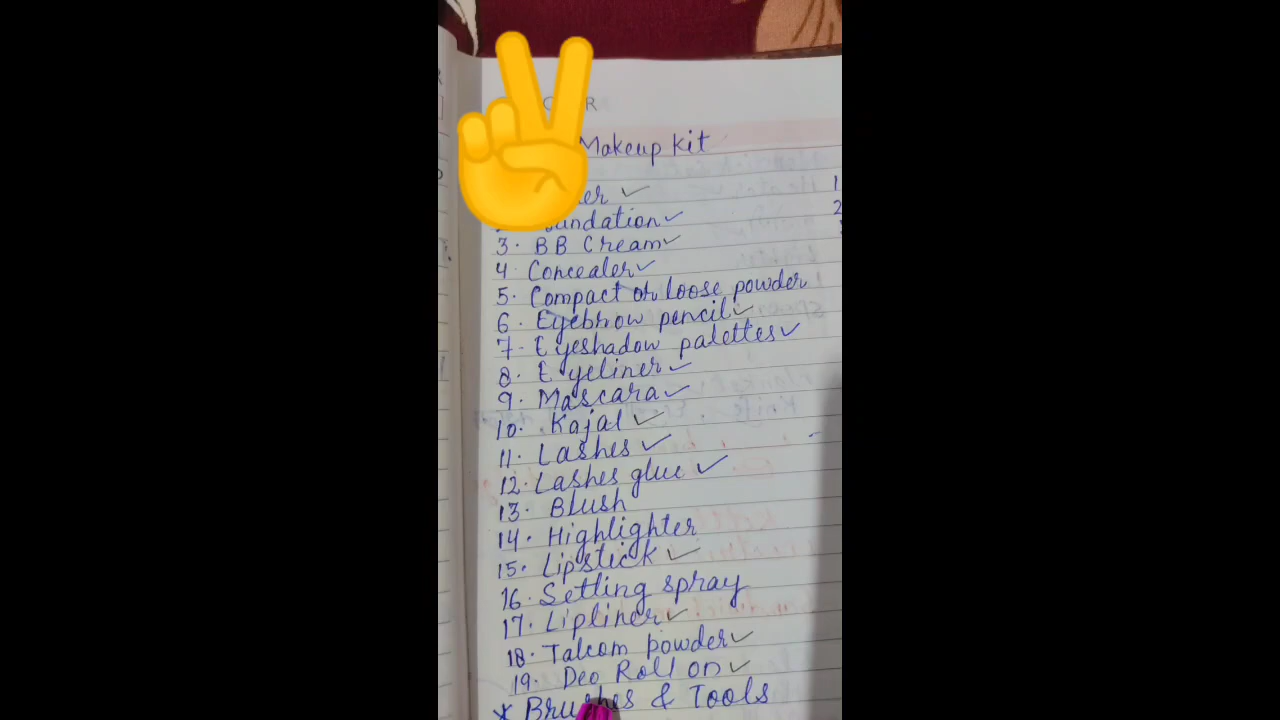 Makeup kit
3. BB Cream ✓
4. Concealer ✓
5. Compact or loose powder
6. Eyebrow pencil ✓
7. Eyeshadow palettes ✓
8. Eyeliner ✓
9. Mascara ✓
10. Kajal ✓
11. Lashes ✓
12. Lashes glue ✓
13. Blush
14. Highlighter
15. Lipstick ✓
16. Setting spray
17. Lipliner ✓
18. Talcom powder ✓
19. Deo Roll on ✓
* Brushes & Tools